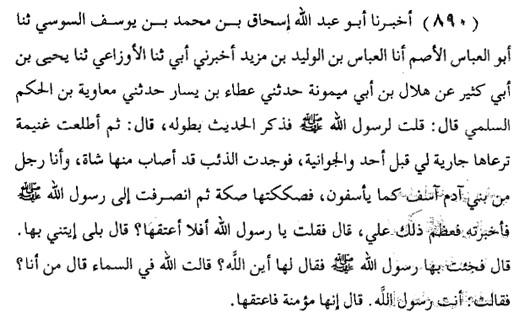 (٨٩٠) أخبرنا أبو عبد الله إسحاق بن محمد بن يوسف السوسي ثنا
أبو العباس الأصم أنا العباس بن الوليد بن مزيد أخبرني أبي ثنا الأوزاعي ثنا يحيى بن
أبي كثير عن هلال بن أبي ميمونة حدثني عطاء بن يسار حدثني معاوية بن الحكم
السلمي قال: قلت لرسول الله ﷺ فذكر الحديث بطوله، قال: ثم أطلعت غنيمة
ترعاها جارية لي قبل أحد والجوانية، فوجدت الذئب قد أصاب منها شاة، وأنا رجل
من بني آدم آسف كما يأسفون، فصككتها صكة ثم انصرفت إلى رسول الله ﷺ
فأخبرته فعظم ذلك علي، قال فقلت يا رسول الله أفلا أعتقها؟ قال بلى إيتني بها.
قال فجئت بها رسول الله ﷺ فقال لها أين اللَّه؟ قالت الله في السماء قال من أنا؟
فقالت: أنت رسول اللَّه. قال إنها مؤمنة فاعتقها.